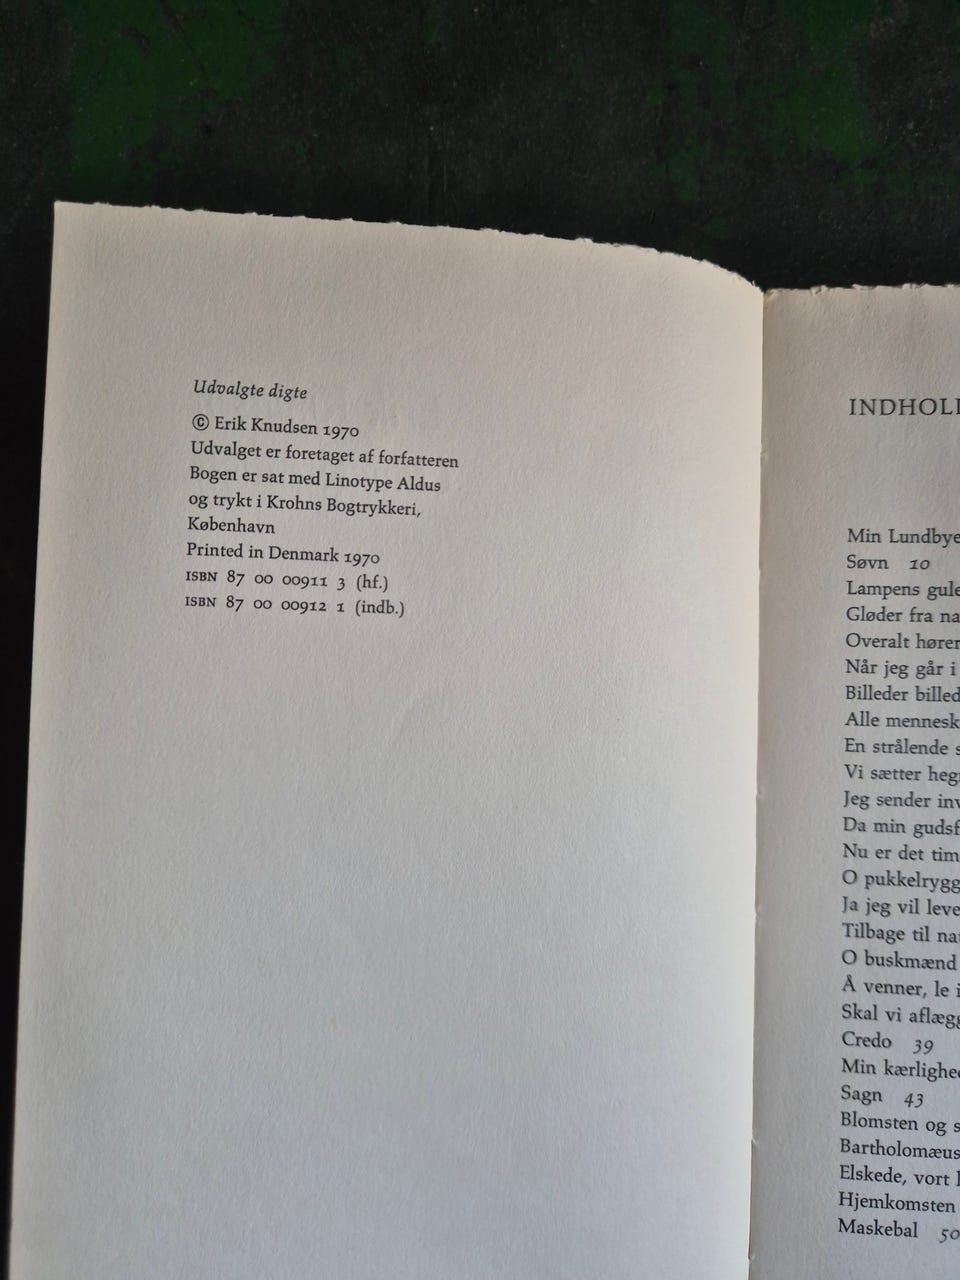 Udvalgte digte
© Erik Knudsen 1970
Udvalget er foretaget af forfatteren
Bogen er sat med Linotype Aldus
og trykt i Krohns Bogtrykkeri,
København
Printed in Denmark 1970
ISBN 87 00 00911 3 (hf.)
ISBN 87 00 00912 1 (indb.)
INDHOL
Min Lundbye
Søvn 10
Lampens gule
Gløder fra na
Overalt hører
Når jeg går i
Billeder billed
Alle mennesk
En strålende s
Vi sætter heg
Jeg sender inv
Da min gudsf
Nu er det tim
O pukkelrygg
Ja jeg vil leve
Tilbage til na
O buskmænd
Å venner, le i
Skal vi aflægg
Credo 39
Min kærlighe
Sagn 43
Blomsten og s
Bartholomæus
Elskede, vort
Hjemkomsten
Maskebal 50